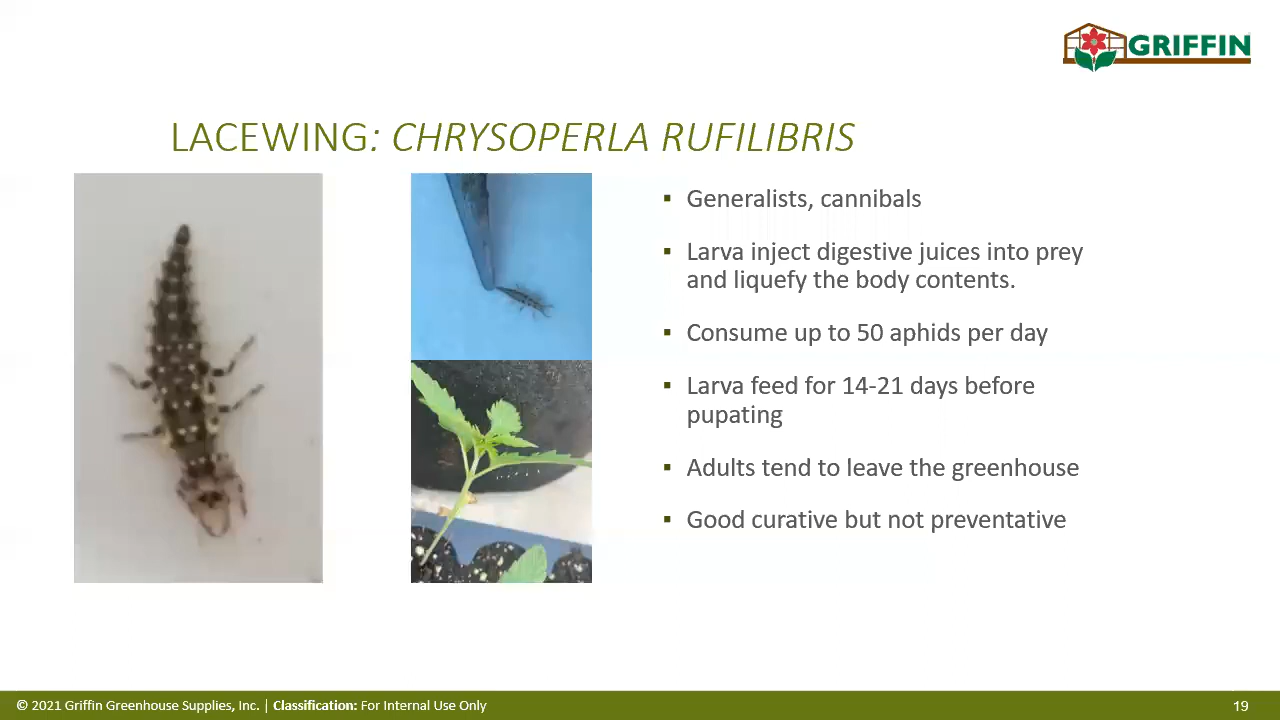 GRIFFIN
LACEWING: CHRYSOPERLA RUFILIBRIS
▪ Generalists, cannibals
▪ Larva inject digestive juices into prey
and liquefy the body contents.
▪ Consume up to 50 aphids per day
▪ Larva feed for 14-21 days before
pupating
▪ Adults tend to leave the greenhouse
▪ Good curative but not preventative
© 2021 Griffin Greenhouse Supplies, Inc. | Classification: For Internal Use Only
19